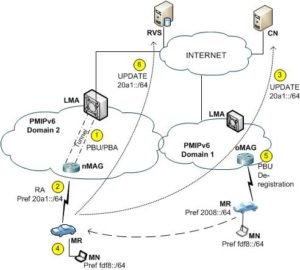 RVS
CN
INTERNET
6
UPDATE
20a1::/64
3
UPDATE
20a1::/64
LMA
PMIPv6
Domain 2
1
Tunnel
PBU/PBA
nMAG
LMA
PMIPv6
Domain 1
oMAG
5
PBU
De-
registration
2
RA
Pref 20a1::/64
MR
Pref 2008::/64
4
MR
MN
Pref fdf8::/64
MN
Pref fdf8::/64